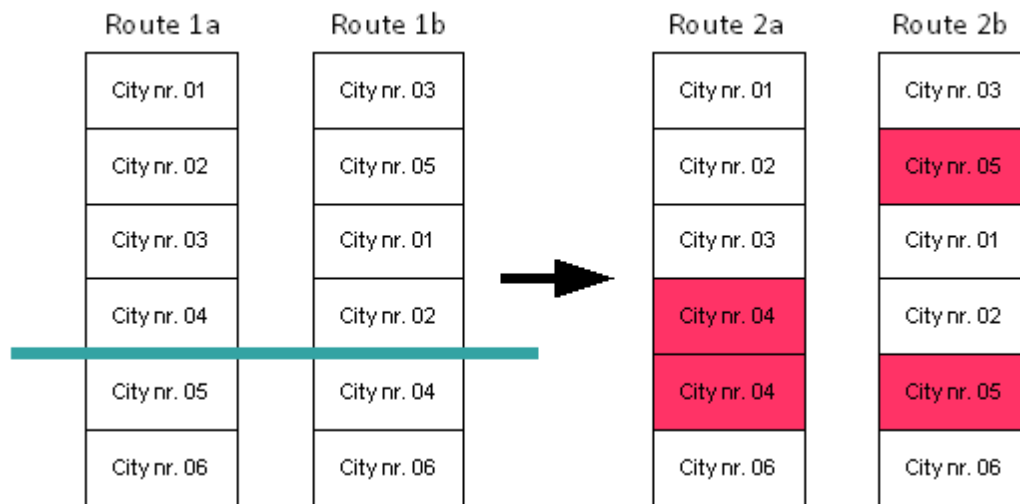 Route 1a Route 1b Route 2a Route 2b
City nr. 01 City nr. 03 City nr. 01 City nr. 03
City nr. 02 City nr. 05 City nr. 02 City nr. 05
City nr. 03 City nr. 01 City nr. 03 City nr. 01
City nr. 04 City nr. 02 City nr. 04 City nr. 02
City nr. 05 City nr. 04 City nr. 04 City nr. 05
City nr. 06 City nr. 06 City nr. 06 City nr. 06